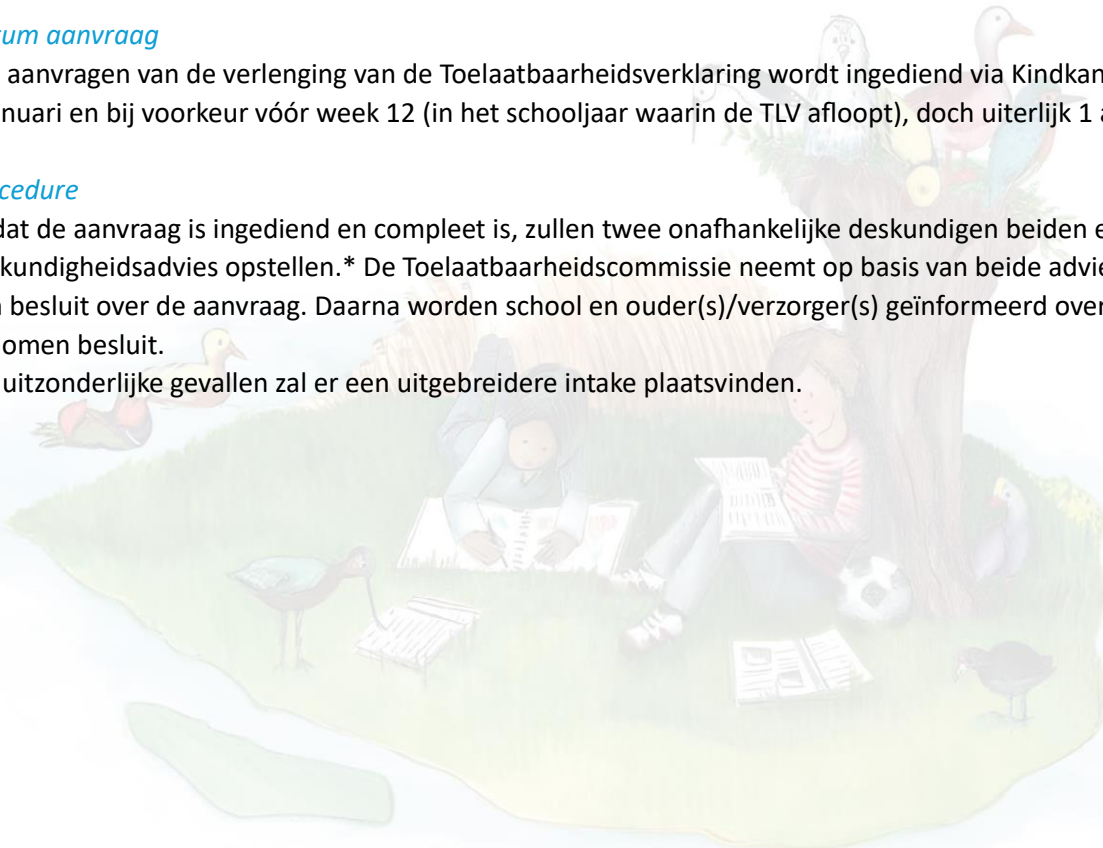 tum aanvraag
aanvragen van de verlenging van de Toelaatbaarheidsverklaring wordt ingediend via Kindkan
nuari en bij voorkeur vóór week 12 (in het schooljaar waarin de TLV afloopt), doch uiterlijk 1 a
cedure
dat de aanvraag is ingediend en compleet is, zullen twee onafhankelijke deskundigen beiden e
kundigheidsadvies opstellen.* De Toelaatbaarheidscommissie neemt op basis van beide advie
besluit over de aanvraag. Daarna worden school en ouder(s)/verzorger(s) geïnformeerd over
omen besluit.
uitzonderlijke gevallen zal er een uitgebreidere intake plaatsvinden.